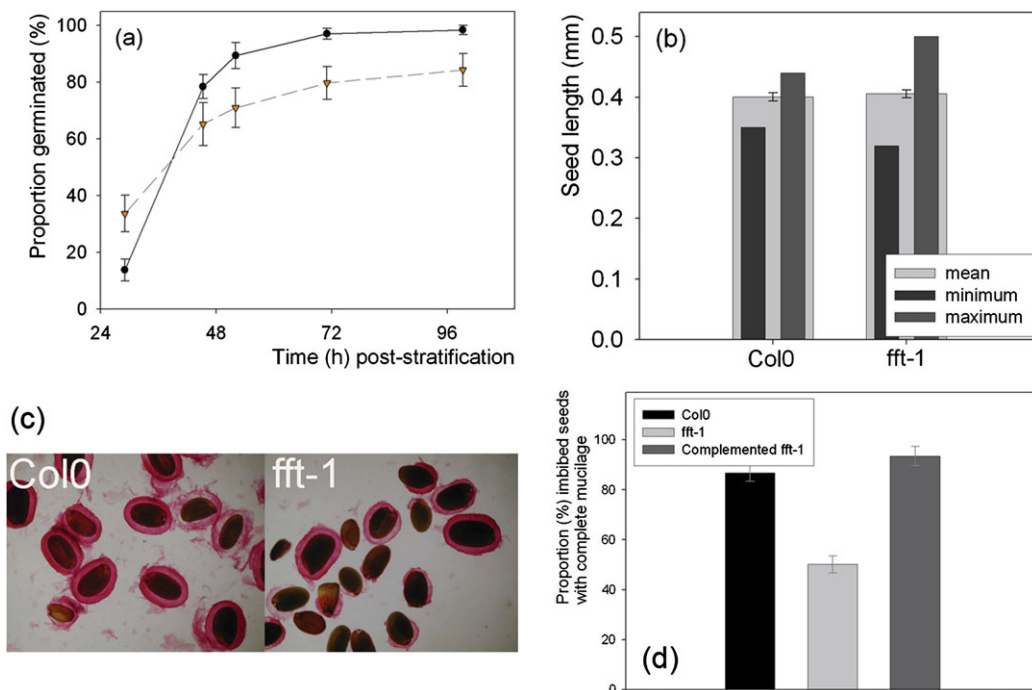 (a)
Proportion germinated (%)
100
80
60
40
20
0
24
48
72
96
Time (h) post-stratification
(b)
Seed length (mm)
0.5
0.4
0.3
0.2
0.1
0.0
mean
minimum
maximum
Col0
fft-1
(c)
Col0
fft-1
(d)
Proportion (%) imbibed seeds
with complete mucilage
100
80
60
40
20
0
Col0
fft-1
Complemented fft-1